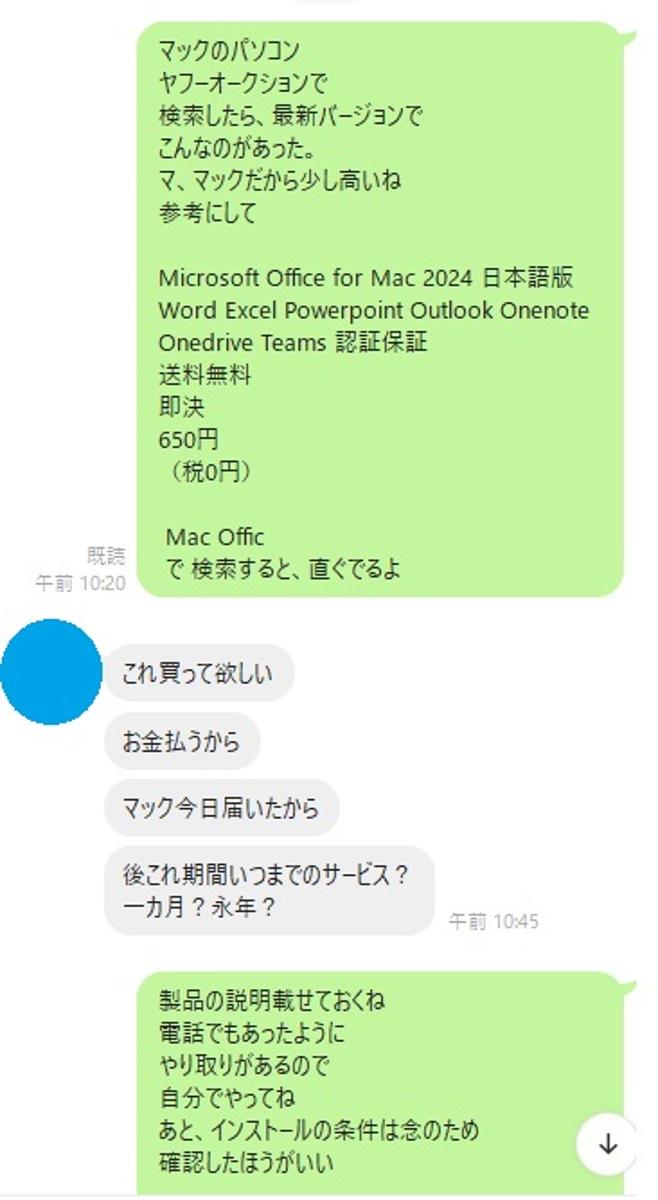 マックのパソコン
ヤフーオークションで
検索したら、最新バージョンで
こんなのがあった。
マ、マックだから少し高いね
参考にして
Microsoft Office for Mac 2024 日本語版
Word Excel Powerpoint Outlook Onenote
Onedrive Teams 認証保証
送料無料
即決
650円
（税0円）
Mac Offic
で 検索すると、直ぐでるよ
既読
午前 10:20
これ買って欲しい
お金払うから
マック今日届いたから
後これ期間いつまでのサービス？
一カ月？永年？
午前 10:45
製品の説明載せておくね
電話でもあったように
やり取りがあるので
自分でやってね
あと、インストールの条件は念のため
確認したほうがいい